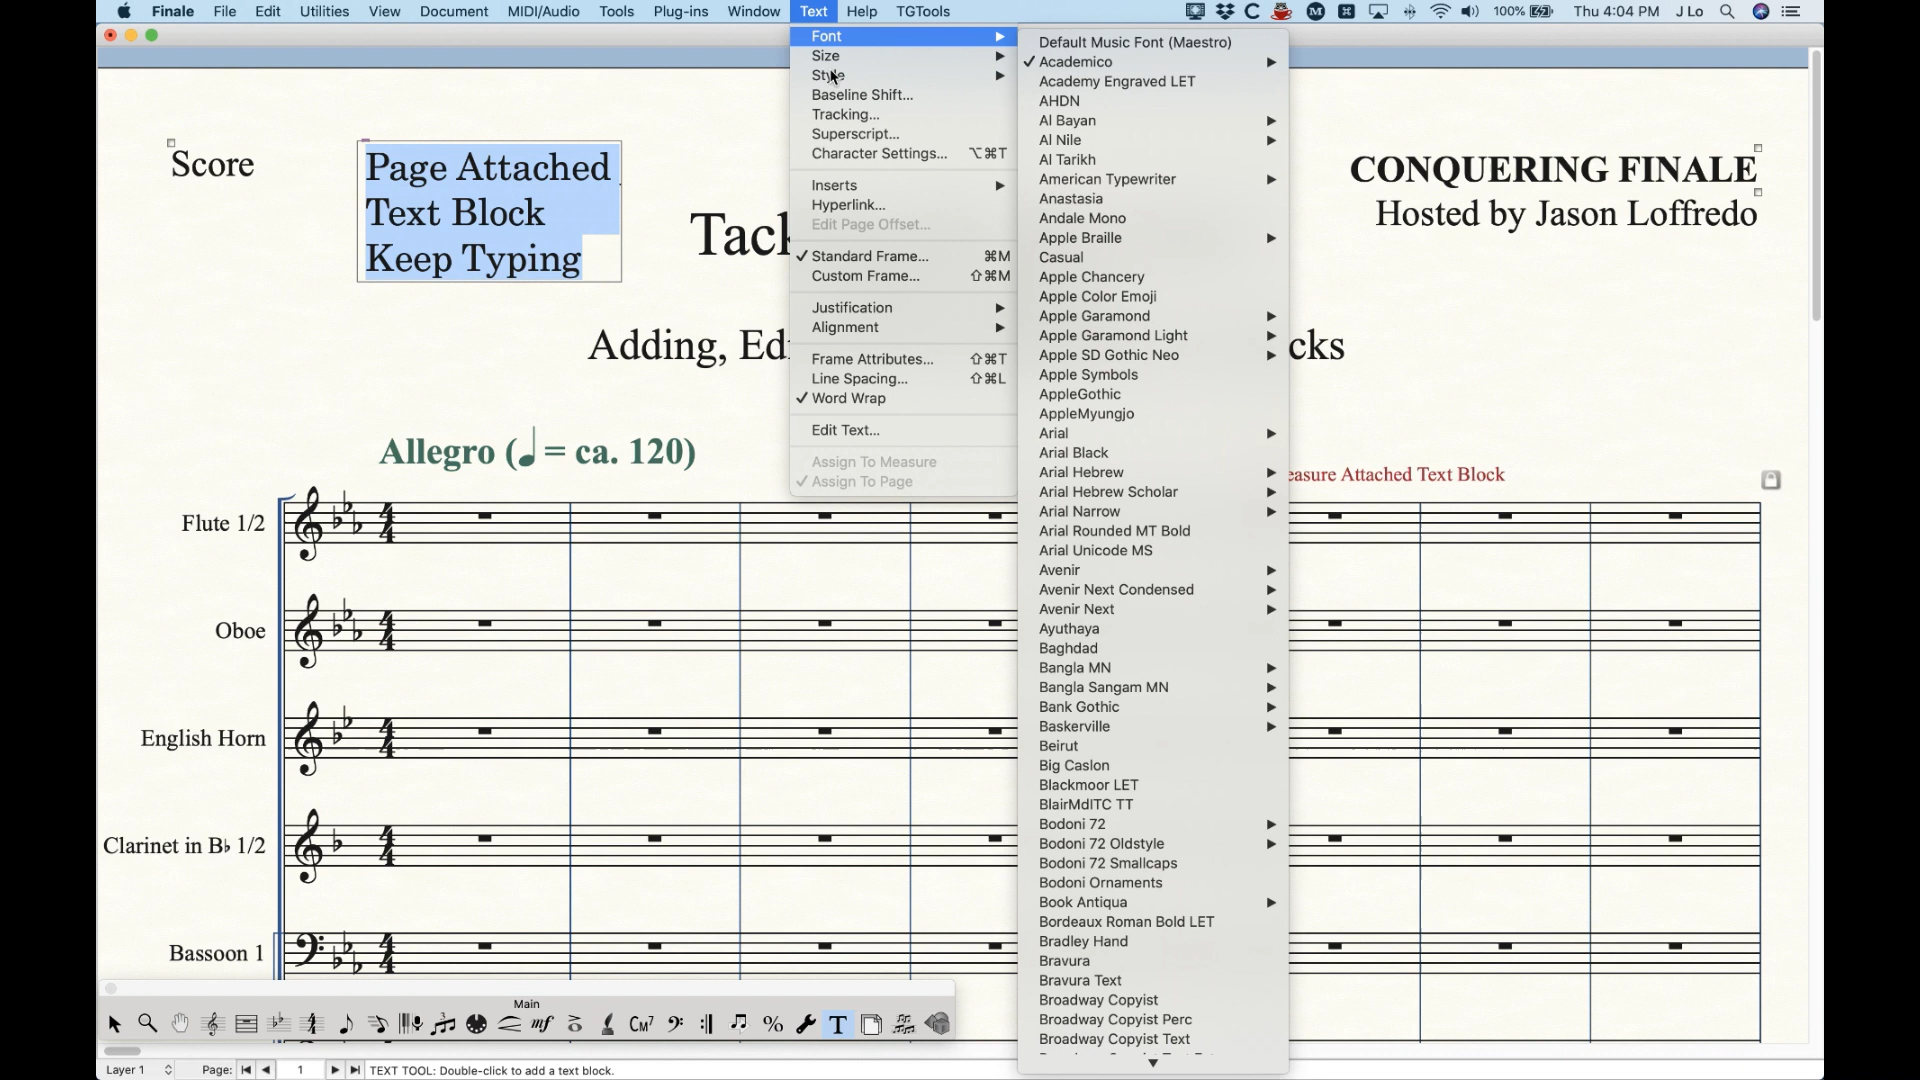 Finale File Edit Utilities View Document MIDI/Audio Tools Plug-ins Window Text Help TGTools 100% Thu 4:04 PM J Lo
Score
Page Attached
Text Block
Keep Typing
Tack
CONQUERING FINALE
Hosted by Jason Loffredo
Adding, Edi
cks
Allegro (♩ = ca. 120)
easure Attached Text Block
Flute 1/2
Oboe
English Horn
Clarinet in B♭ 1/2
Bassoon 1
Font
Size
Style
Baseline Shift...
Tracking...
Superscript...
Character Settings... ⌥⌘T
Inserts
Hyperlink...
Edit Page Offset...
✓ Standard Frame... ⌘M
Custom Frame... ⇧⌘M
Justification
Alignment
Frame Attributes... ⇧⌘T
Line Spacing... ⇧⌘L
✓ Word Wrap
Edit Text...
Assign To Measure
✓ Assign To Page
Default Music Font (Maestro)
✓ Academico
Academy Engraved LET
AHDN
Al Bayan
Al Nile
Al Tarikh
American Typewriter
Anastasia
Andale Mono
Apple Braille
Casual
Apple Chancery
Apple Color Emoji
Apple Garamond
Apple Garamond Light
Apple SD Gothic Neo
Apple Symbols
AppleGothic
AppleMyungjo
Arial
Arial Black
Arial Hebrew
Arial Hebrew Scholar
Arial Narrow
Arial Rounded MT Bold
Arial Unicode MS
Avenir
Avenir Next Condensed
Avenir Next
Ayuthaya
Baghdad
Bangla MN
Bangla Sangam MN
Bank Gothic
Baskerville
Beirut
Big Caslon
Blackmoor LET
BlairMdITC TT
Bodoni 72
Bodoni 72 Oldstyle
Bodoni 72 Smallcaps
Bodoni Ornaments
Book Antiqua
Bordeaux Roman Bold LET
Bradley Hand
Bravura
Bravura Text
Broadway Copyist
Broadway Copyist Perc
Broadway Copyist Text
Main
mf CM7 % T
Layer 1 Page: 1 TEXT TOOL: Double-click to add a text block.